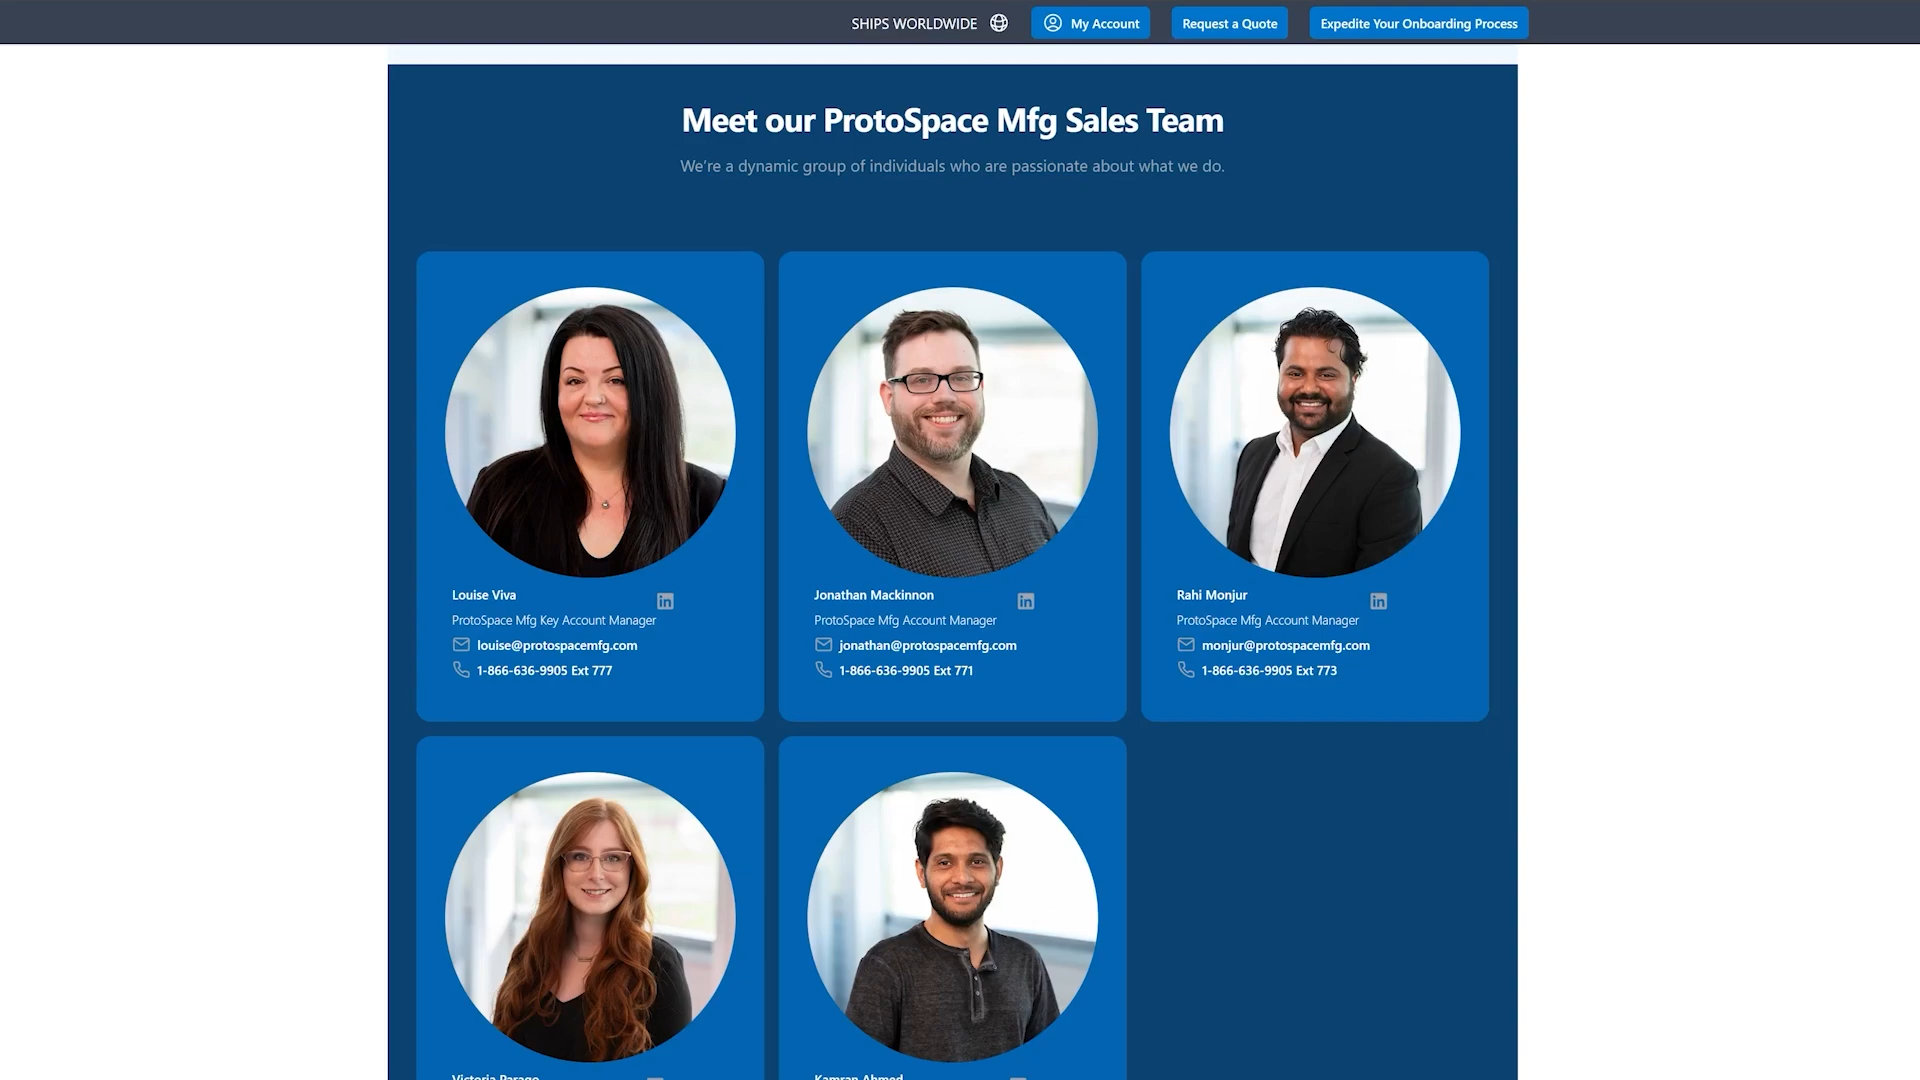 SHIPS WORLDWIDE
My Account
Request a Quote
Expedite Your Onboarding Process
Meet our ProtoSpace Mfg Sales Team
We're a dynamic group of individuals who are passionate about what we do.
Louise Viva
ProtoSpace Mfg Key Account Manager
louise@protospacemfg.com
1-866-636-9905 Ext 777
Jonathan Mackinnon
ProtoSpace Mfg Account Manager
jonathan@protospacemfg.com
1-866-636-9905 Ext 771
Rahi Monjur
ProtoSpace Mfg Account Manager
monjur@protospacemfg.com
1-866-636-9905 Ext 773
Victoria
Kamran Ahmed